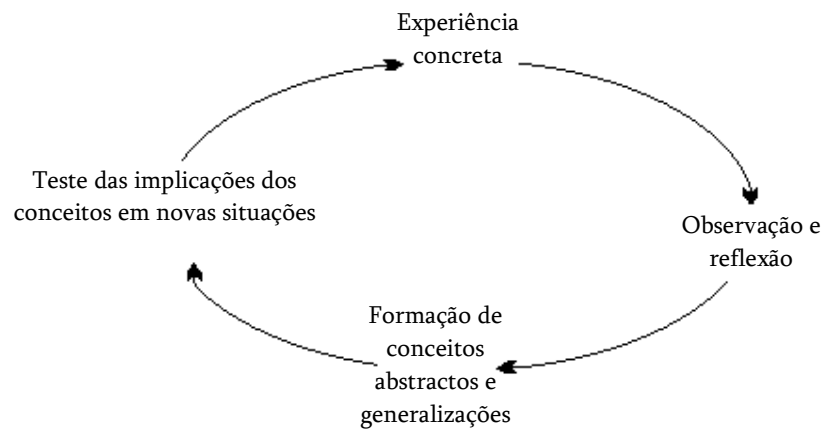 Experiência
concreta
Teste das implicações dos
conceitos em novas situações
Observação e
reflexão
Formação de
conceitos
abstractos e
generalizações